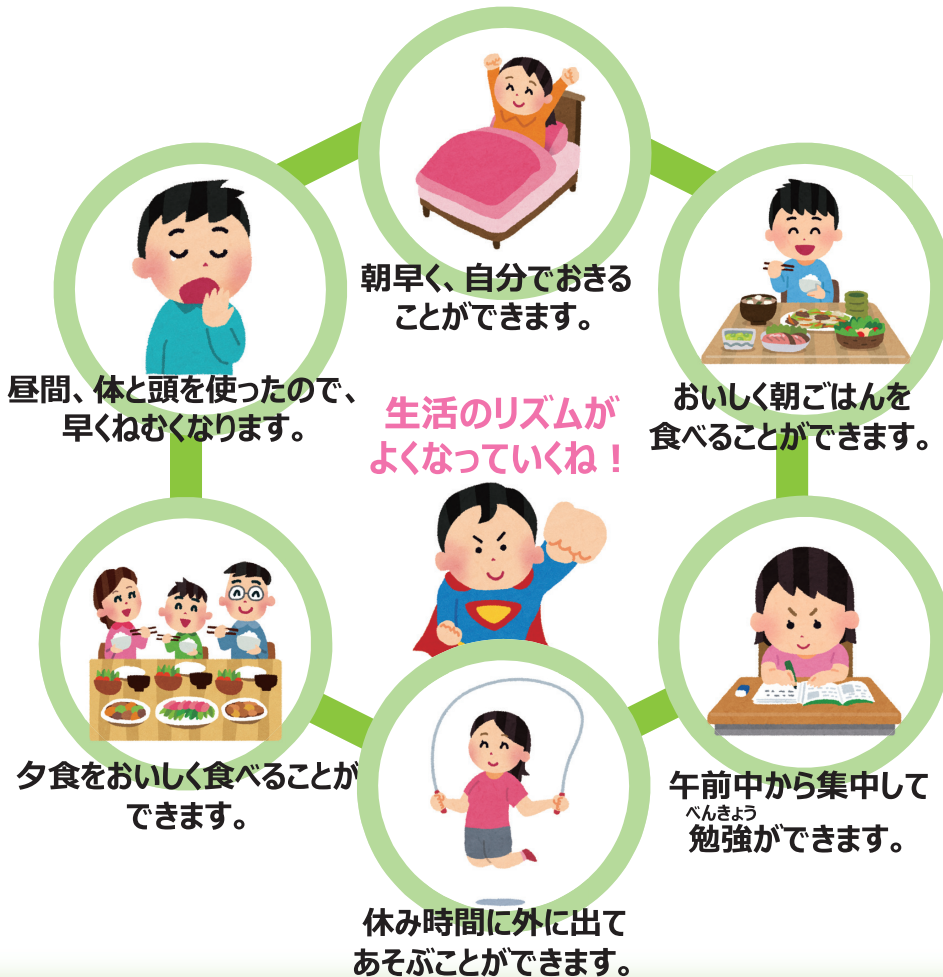 朝早く、自分でおきる
ことができます。
おいしく朝ごはんを
食べることができます。
午前中から集中して
べんきょう
勉強ができます。
休み時間に外に出て
あそぶことができます。
夕食をおいしく食べることが
できます。
昼間、体と頭を使ったので、
早くねむくなります。
生活のリズムが
よくなっていくね！